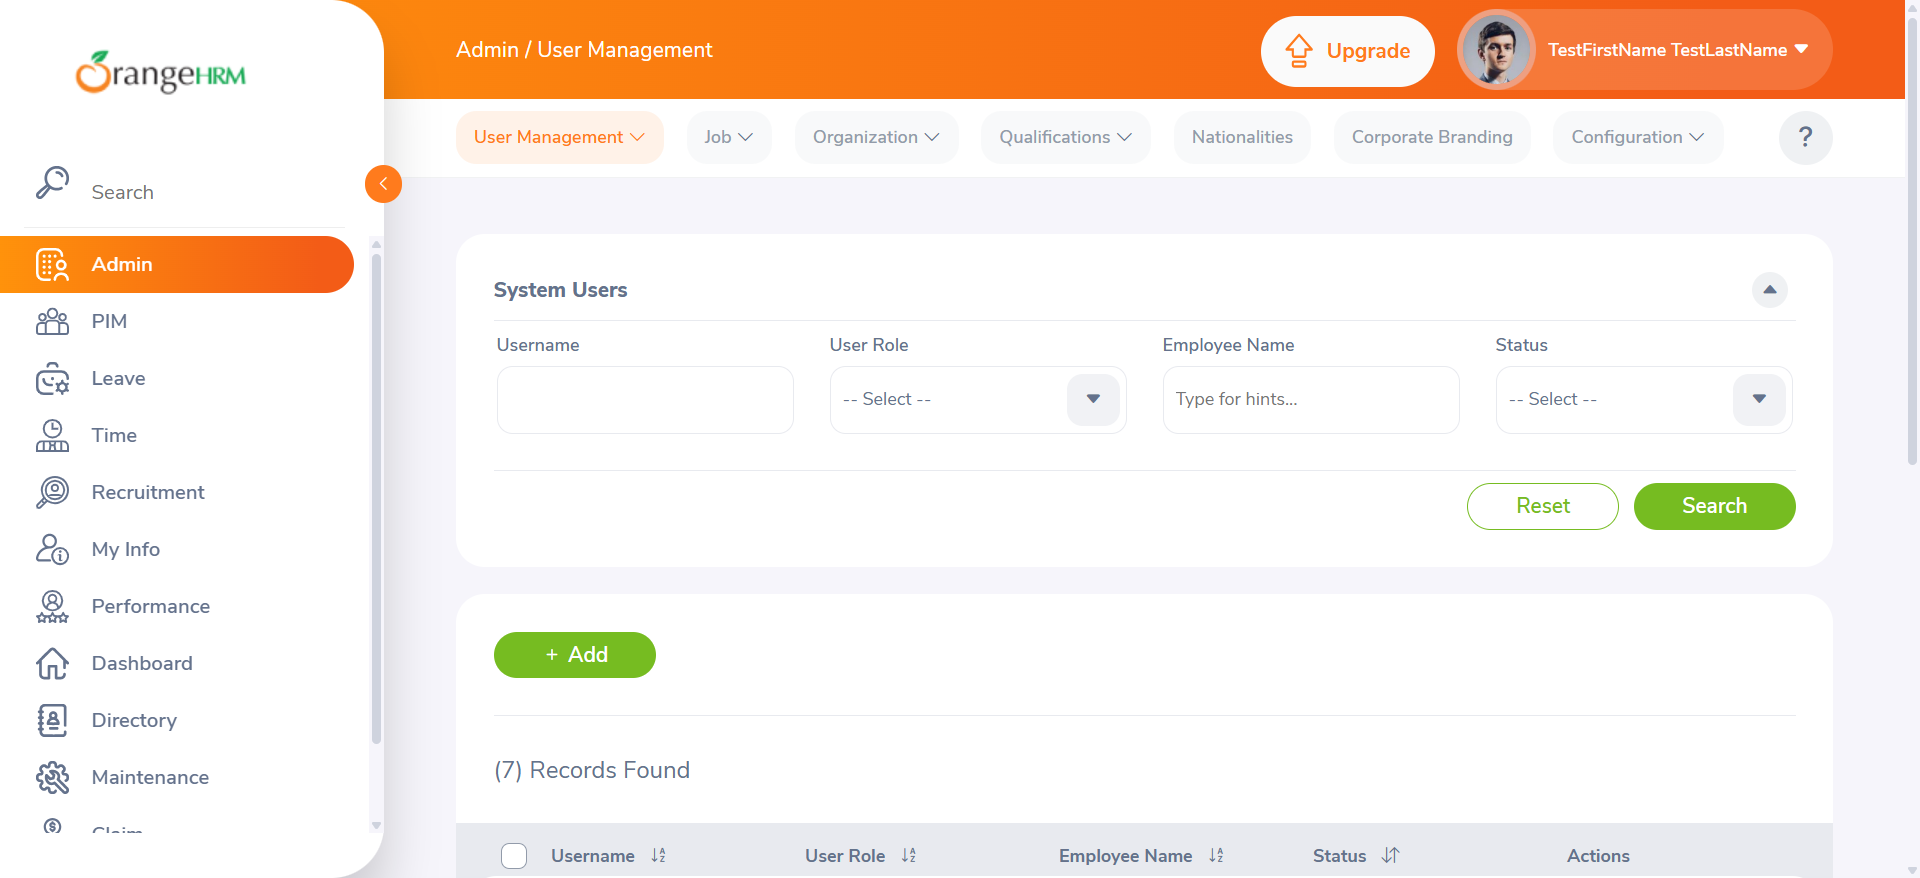 OrangeHRM
Admin / User Management
Upgrade
TestFirstName TestLastName
User Management
Job
Organization
Qualifications
Nationalities
Corporate Branding
Configuration
?
Search
Admin
PIM
Leave
Time
Recruitment
My Info
Performance
Dashboard
Directory
Maintenance
Claim
System Users
Username
User Role
Employee Name
Status
-- Select --
Type for hints...
-- Select --
Reset
Search
+ Add
(7) Records Found
Username
User Role
Employee Name
Status
Actions